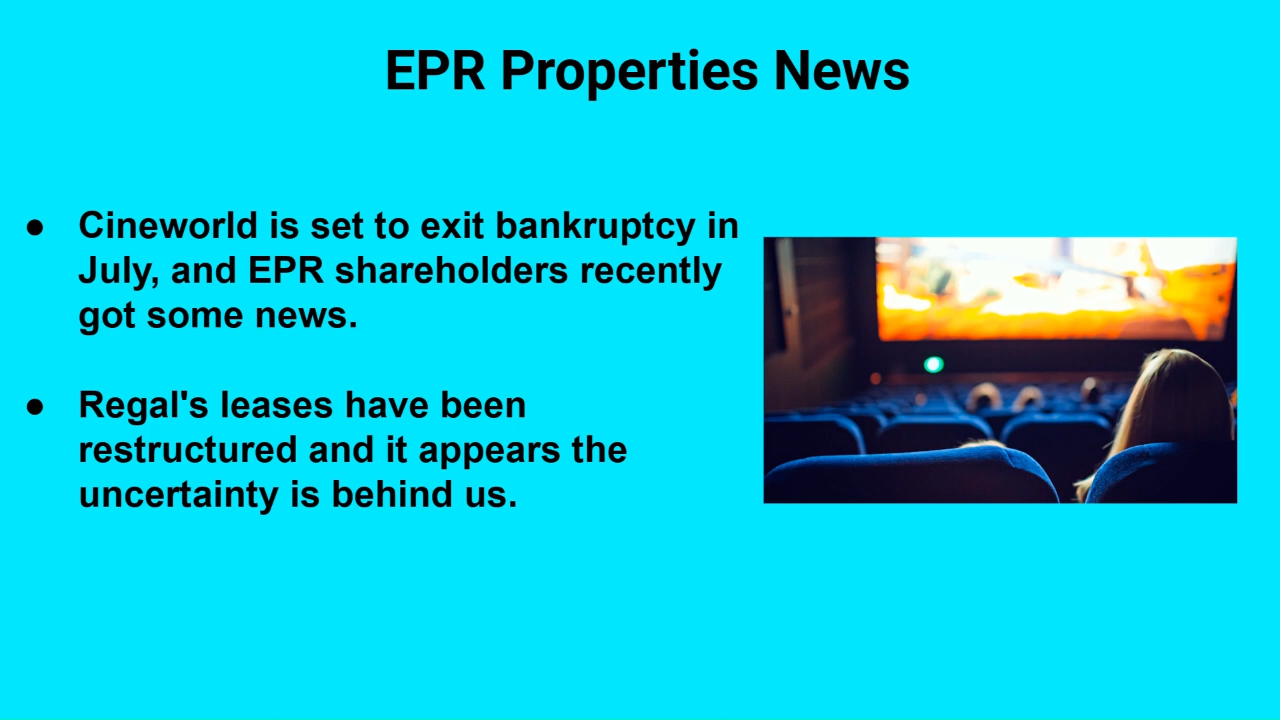 EPR Properties News
● Cineworld is set to exit bankruptcy in
July, and EPR shareholders recently
got some news.
● Regal's leases have been
restructured and it appears the
uncertainty is behind us.